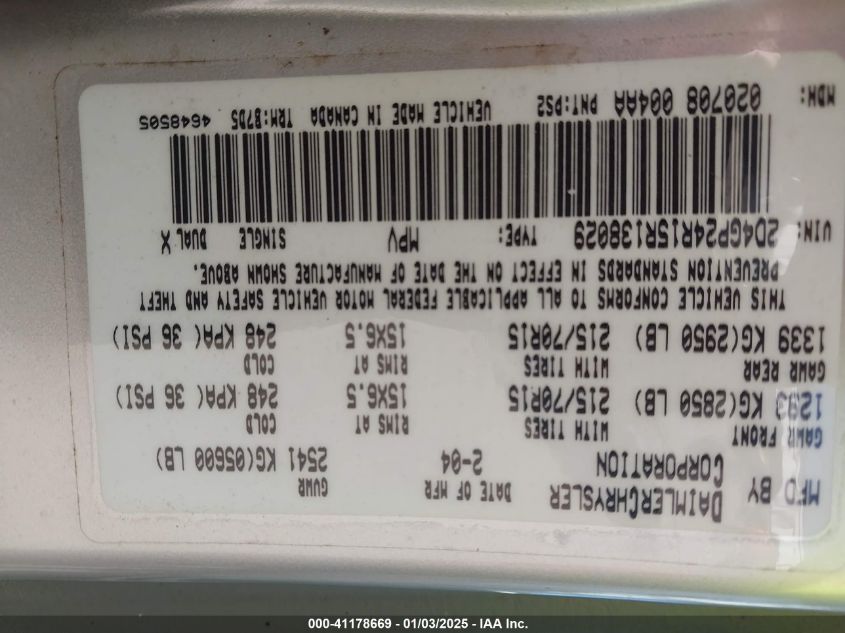 MFD BY DAIMLERCHRYSLER CORPORATION DATE OF MFR 2-04 GVWR 2541 KG(05600 LB)
GAWR FRONT WITH TIRES RIMS AT COLD
1293 KG(2850 LB) 215/70R15 15X6.5 248 KPA( 36 PSI)
GAWR REAR WITH TIRES RIMS AT COLD
1339 KG(2950 LB) 215/70R15 15X6.5 248 KPA( 36 PSI)
THIS VEHICLE CONFORMS TO ALL APPLICABLE FEDERAL MOTOR VEHICLE SAFETY AND THEFT
PREVENTION STANDARDS IN EFFECT ON THE DATE OF MANUFACTURE SHOWN ABOVE.
VIN: 2D4GP24R15R138029 TYPE: MPV SINGLE DUAL X
MDH: 020708 004AA PNT:PS2 VEHICLE MADE IN CANADA TRM:B7D5 4648505
000-41178669 - 01/03/2025 - IAA Inc.